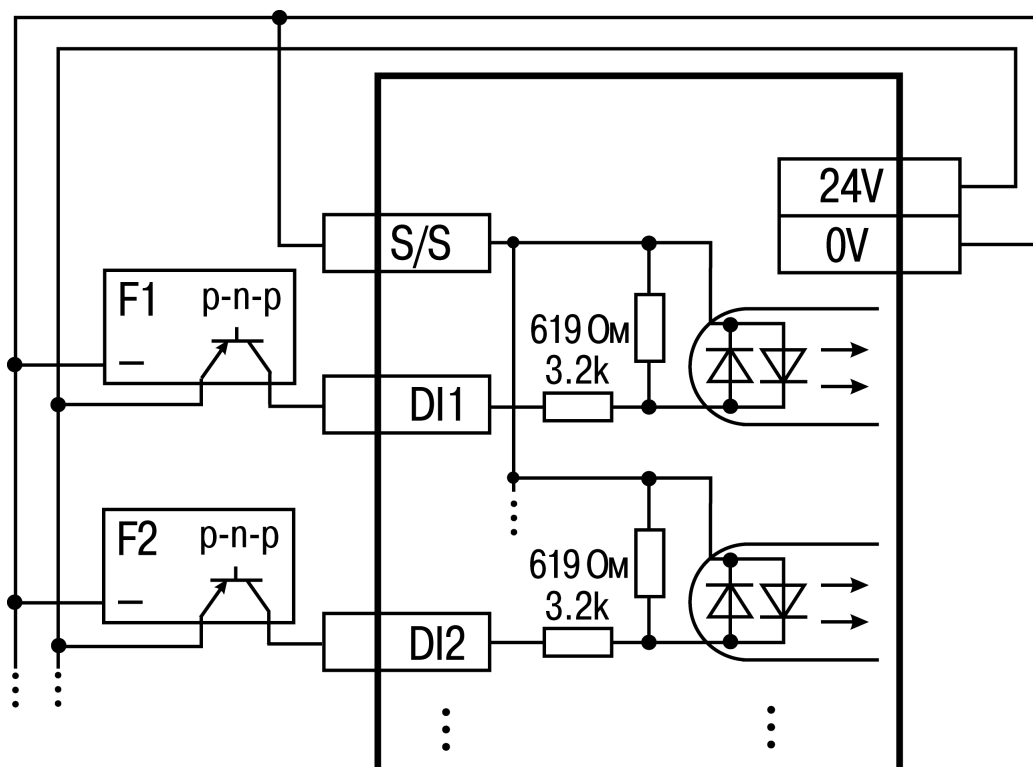 24V
S/S
0V
F1 p-n-p
–
619 Ом
3.2k
DI1
F2 p-n-p
–
619 Ом
3.2k
DI2